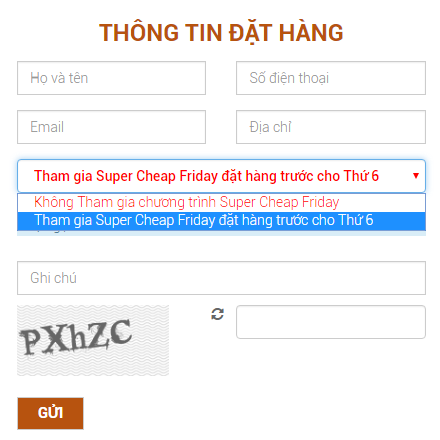 THÔNG TIN ĐẶT HÀNG
Họ và tên
Số điện thoại
Email
Địa chỉ
Tham gia Super Cheap Friday đặt hàng trước cho Thứ 6
Không Tham gia chương trình Super Cheap Friday
Tham gia Super Cheap Friday đặt hàng trước cho Thứ 6
Ghi chú
PXhZC
GỬI